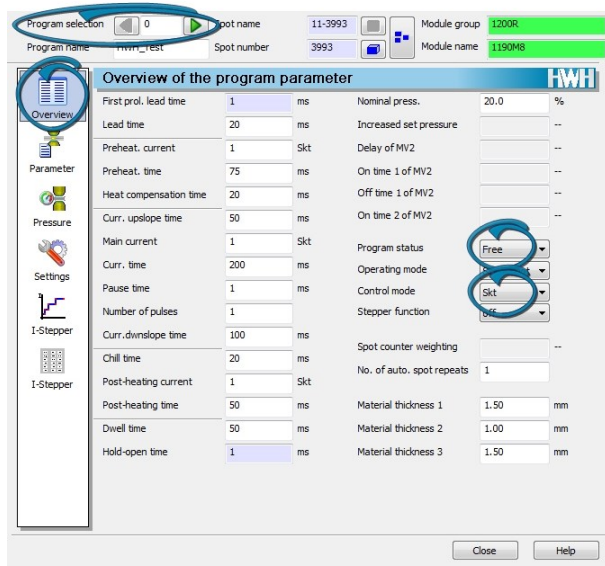 Program selection 0 Spot name 11-3993 Module group 1200R
Program name HWH_Test Spot number 3993 Module name 1190M8
Overview of the program parameter HWH
Overview
Parameter
Pressure
Settings
I-Stepper
I-Stepper
First prol. lead time 1 ms
Lead time 20 ms
Preheat. current 1 Skt
Preheat. time 75 ms
Heat compensation time 20 ms
Curr. upslope time 50 ms
Main current 1 Skt
Curr. time 200 ms
Pause time 1 ms
Number of pulses 1
Curr.dwnslope time 100 ms
Chill time 20 ms
Post-heating current 1 Skt
Post-heating time 50 ms
Dwell time 50 ms
Hold-open time 1 ms
Nominal press. 20.0 %
Increased set pressure --
Delay of MV2 --
On time 1 of MV2 --
Off time 1 of MV2 --
On time 2 of MV2 --
Program status Free
Operating mode
Control mode Skt
Stepper function off
Spot counter weighting --
No. of auto. spot repeats 1
Material thickness 1 1.50 mm
Material thickness 2 1.00 mm
Material thickness 3 1.50 mm
Close Help